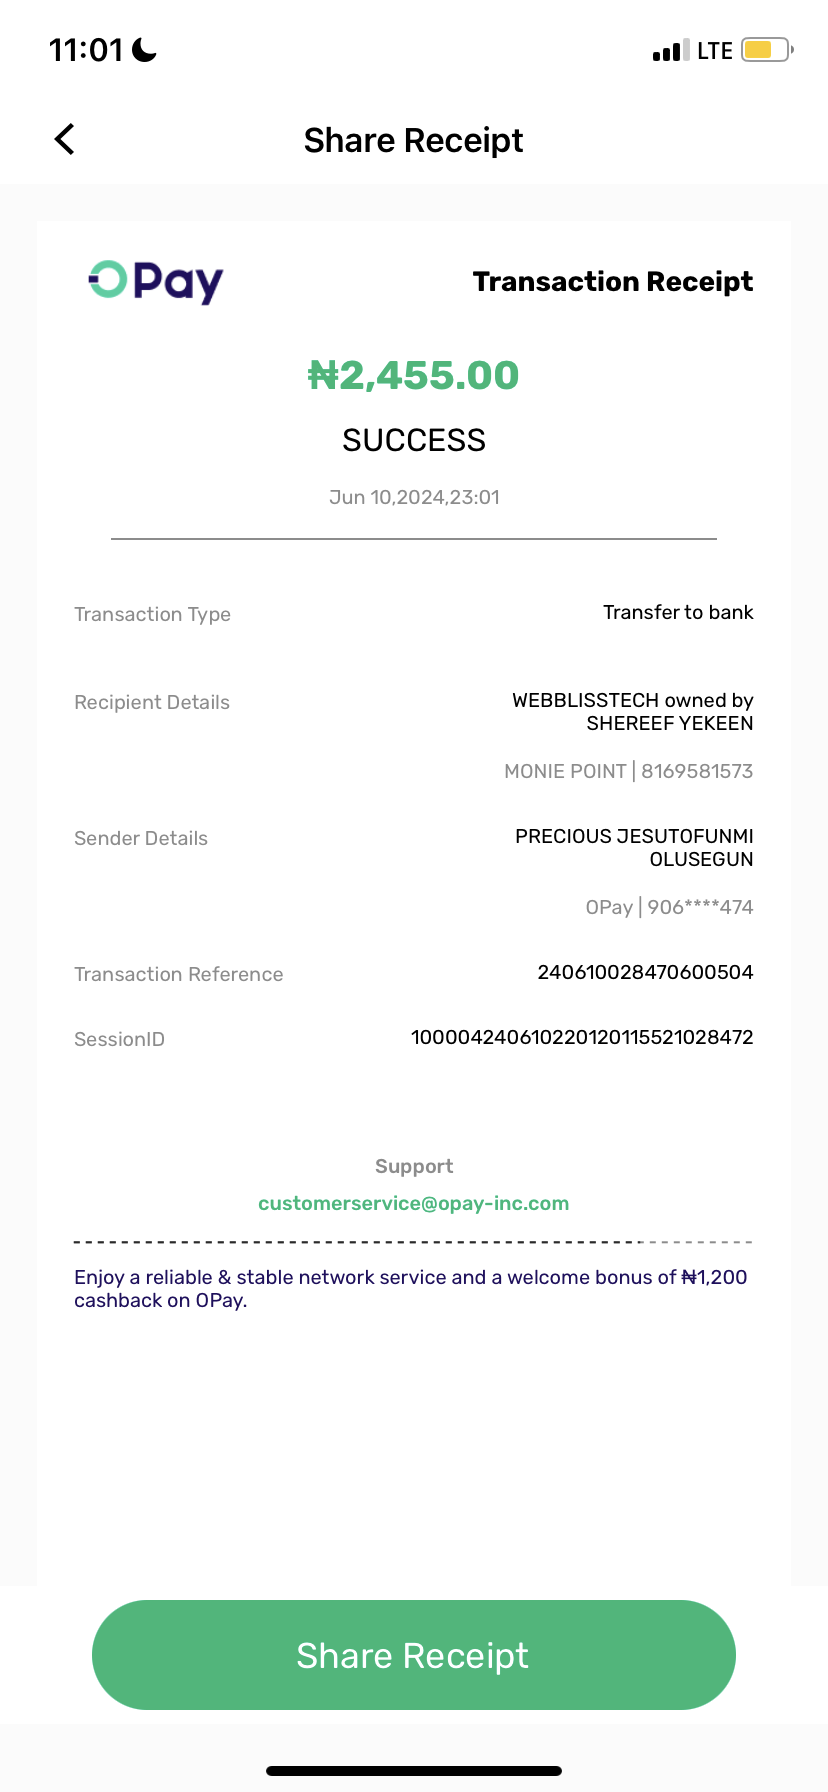 11:01
LTE
Share Receipt
OPay
Transaction Receipt
₦2,455.00
SUCCESS
Jun 10,2024,23:01
Transaction Type
Transfer to bank
Recipient Details
WEBBLISSTECH owned by
SHEREEF YEKEEN
MONIE POINT | 8169581573
Sender Details
PRECIOUS JESUTOFUNMI
OLUSEGUN
OPay | 906****474
Transaction Reference
240610028470600504
SessionID
100004240610220120115521028472
Support
customerservice@opay-inc.com
Enjoy a reliable & stable network service and a welcome bonus of ₦1,200
cashback on OPay.
Share Receipt